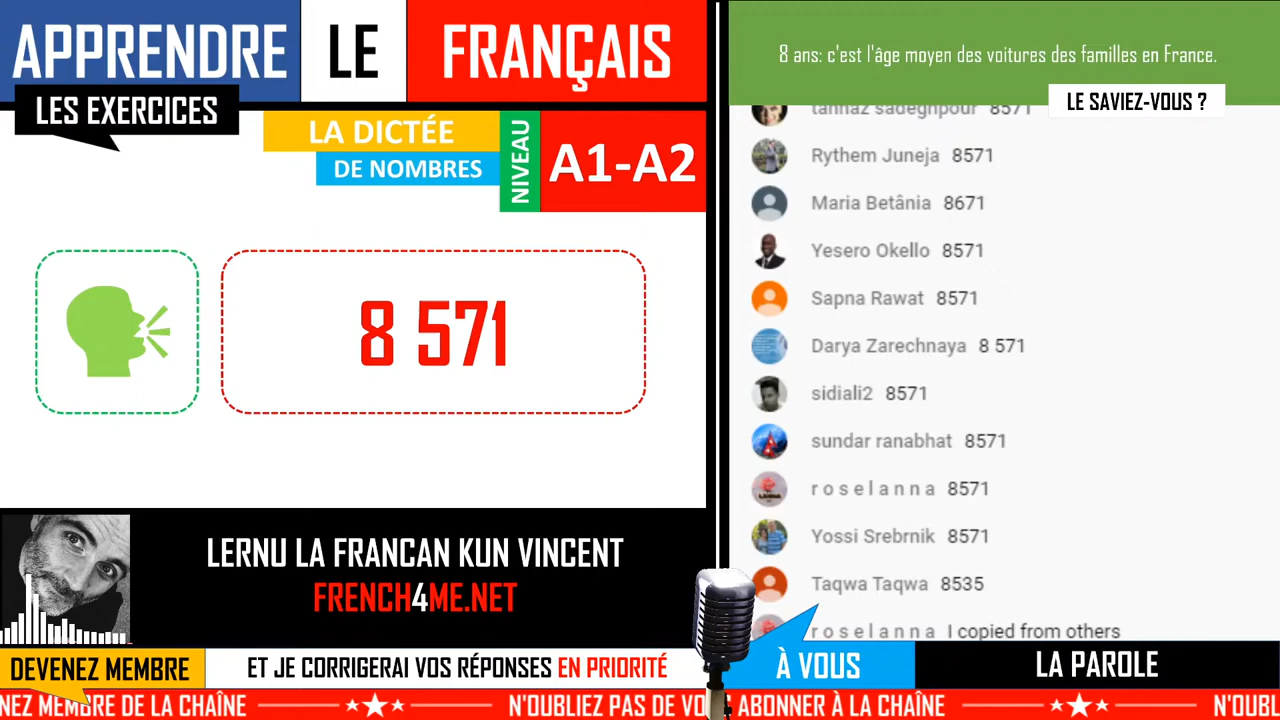 APPRENDRE LE FRANÇAIS
LES EXERCICES
LA DICTÉE
DE NOMBRES
NIVEAU
A1-A2
8 571
LERNU LA FRANCAN KUN VINCENT
FRENCH4ME.NET
DEVENEZ MEMBRE
ET JE CORRIGERAI VOS RÉPONSES EN PRIORITÉ
8 ans: c'est l'âge moyen des voitures des familles en France.
LE SAVIEZ-VOUS ?
tannaz sadeghpour 8571
Rythem Juneja 8571
Maria Betânia 8671
Yesero Okello 8571
Sapna Rawat 8571
Darya Zarechnaya 8 571
sidiali2 8571
sundar ranabhat 8571
r o s e l a n n a 8571
Yossi Srebrnik 8571
Taqwa Taqwa 8535
r o s e l a n n a I copied from others
À VOUS
LA PAROLE
NEZ MEMBRE DE LA CHAÎNE N'OUBLIEZ PAS DE VO ABONNER À LA CHAÎNE N'OUBL